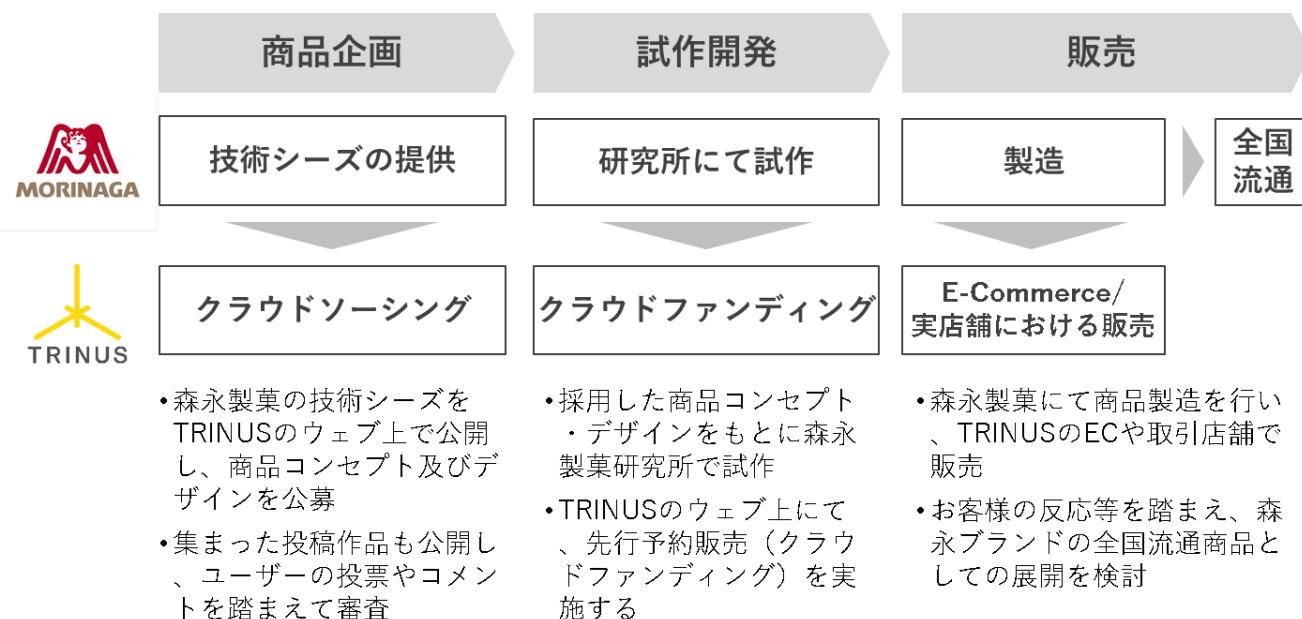 商品企画
試作開発
販売
MORINAGA
技術シーズの提供
研究所にて試作
製造
全国
流通
TRINUS
クラウドソーシング
クラウドファンディング
E-Commerce/
実店舗における販売
•森永製菓の技術シーズを
TRINUSのウェブ上で公開
し、商品コンセプト及びデ
ザインを公募
•集まった投稿作品も公開し
、ユーザーの投票やコメン
トを踏まえて審査
•採用した商品コンセプト
・デザインをもとに森永
製菓研究所で試作
•TRINUSのウェブ上にて
、先行予約販売（クラウ
ドファンディング）を実
施する
•森永製菓にて商品製造を行い
、TRINUSのECや取引店舗で
販売
•お客様の反応等を踏まえ、森
永ブランドの全国流通商品と
しての展開を検討